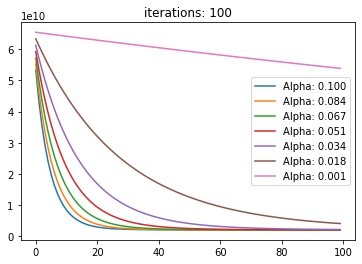 iterations: 100
1e10
6
5
4
3
2
1
0
Alpha: 0.100
Alpha: 0.084
Alpha: 0.067
Alpha: 0.051
Alpha: 0.034
Alpha: 0.018
Alpha: 0.001
0 20 40 60 80 100